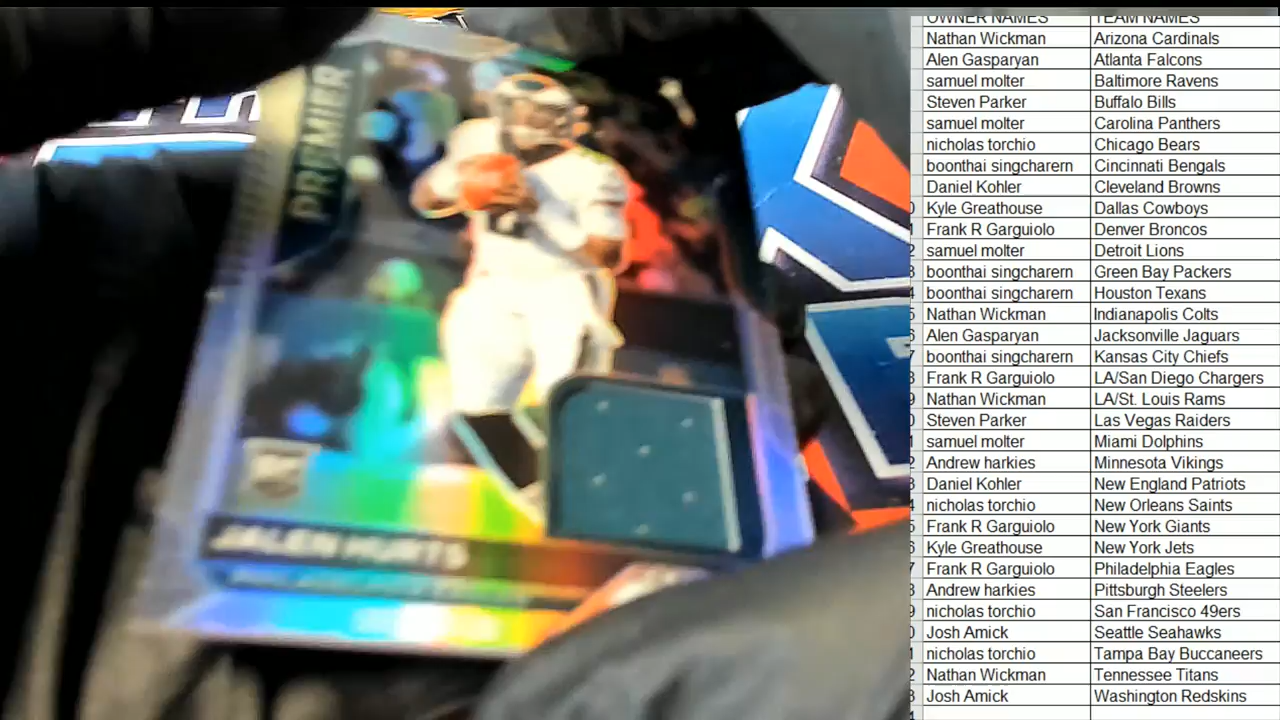 PREMIER
JALEN HURTS
OWNER NAMES TEAM NAMES
Nathan Wickman Arizona Cardinals
Alen Gasparyan Atlanta Falcons
samuel molter Baltimore Ravens
Steven Parker Buffalo Bills
samuel molter Carolina Panthers
nicholas torchio Chicago Bears
boonthai singcharern Cincinnati Bengals
Daniel Kohler Cleveland Browns
Kyle Greathouse Dallas Cowboys
Frank R Garguiolo Denver Broncos
samuel molter Detroit Lions
boonthai singcharern Green Bay Packers
boonthai singcharern Houston Texans
Nathan Wickman Indianapolis Colts
Alen Gasparyan Jacksonville Jaguars
boonthai singcharern Kansas City Chiefs
Frank R Garguiolo LA/San Diego Chargers
Nathan Wickman LA/St. Louis Rams
Steven Parker Las Vegas Raiders
samuel molter Miami Dolphins
Andrew harkies Minnesota Vikings
Daniel Kohler New England Patriots
nicholas torchio New Orleans Saints
Frank R Garguiolo New York Giants
Kyle Greathouse New York Jets
Frank R Garguiolo Philadelphia Eagles
Andrew harkies Pittsburgh Steelers
nicholas torchio San Francisco 49ers
Josh Amick Seattle Seahawks
nicholas torchio Tampa Bay Buccaneers
Nathan Wickman Tennessee Titans
Josh Amick Washington Redskins